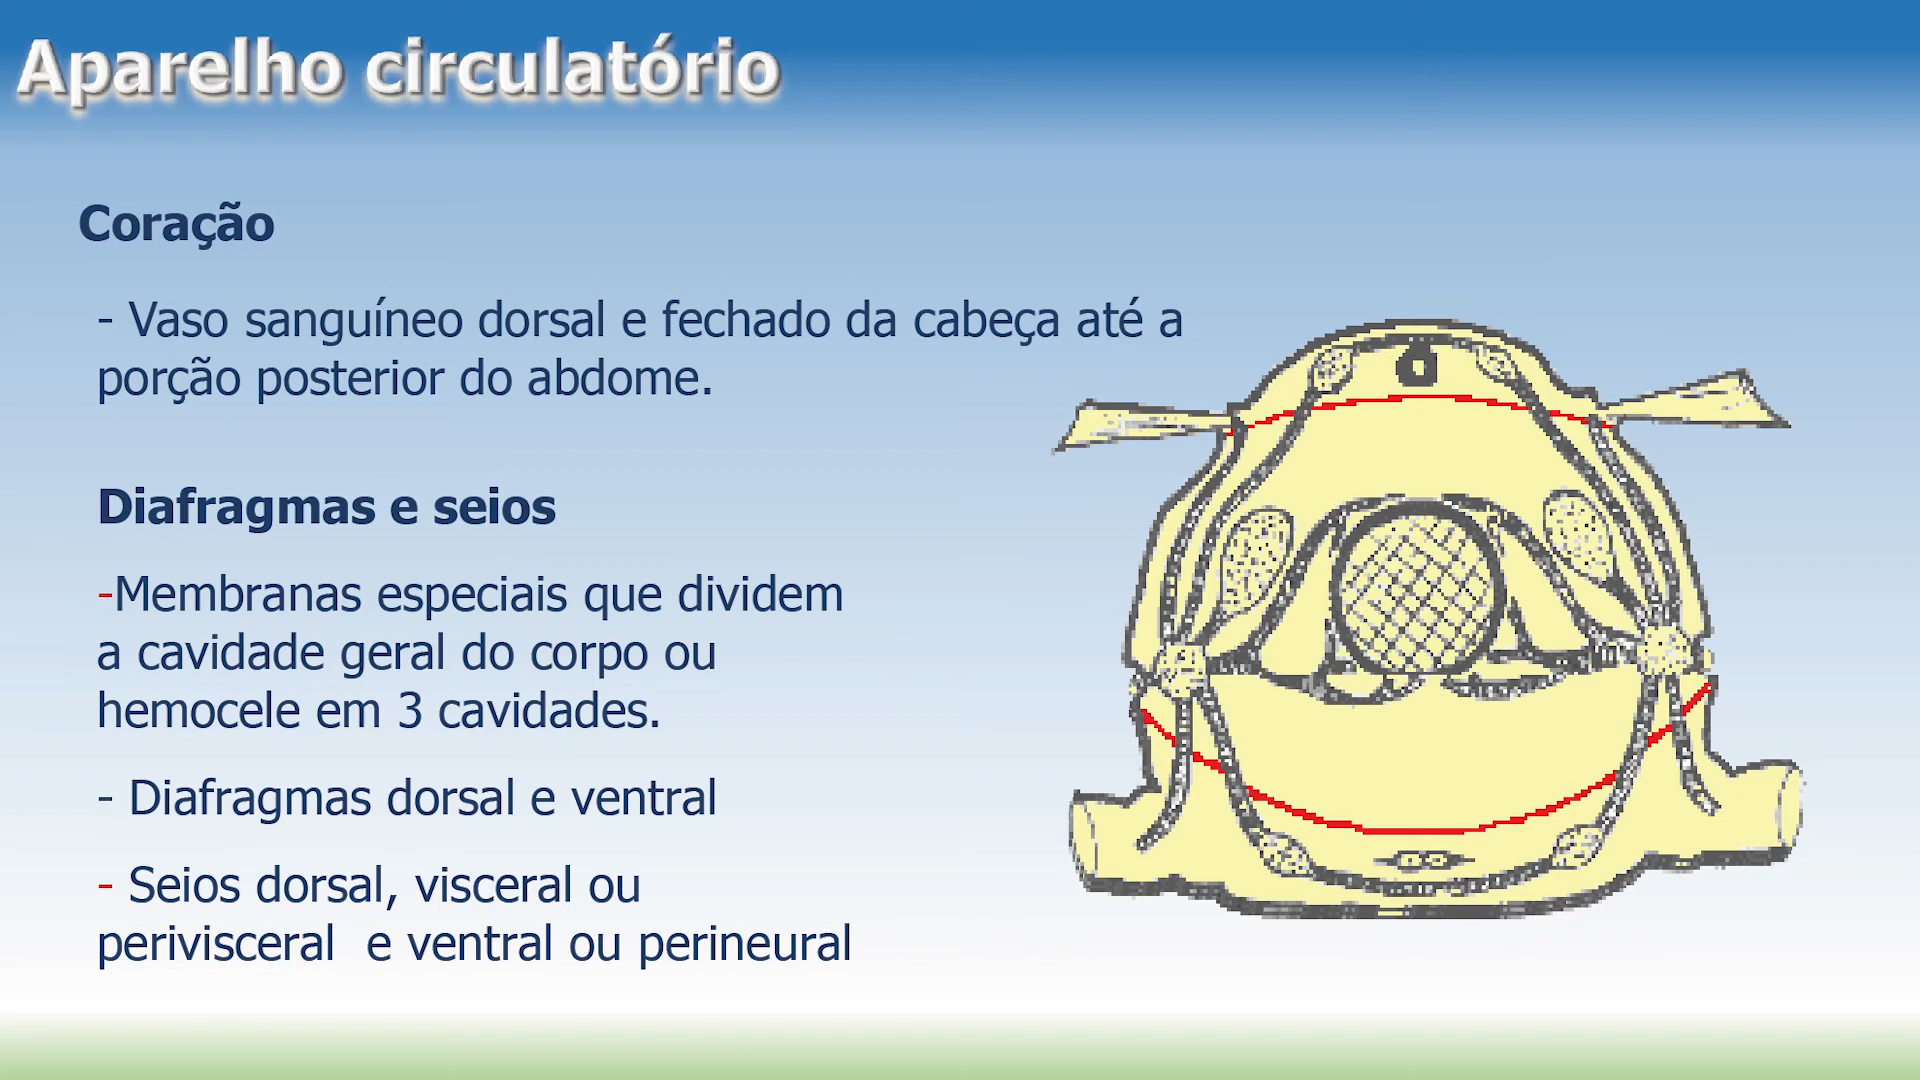 Aparelho circulatório
Coração
- Vaso sanguíneo dorsal e fechado da cabeça até a
porção posterior do abdome.
Diafragmas e seios
-Membranas especiais que dividem
a cavidade geral do corpo ou
hemocele em 3 cavidades.
- Diafragmas dorsal e ventral
- Seios dorsal, visceral ou
perivisceral  e ventral ou perineural